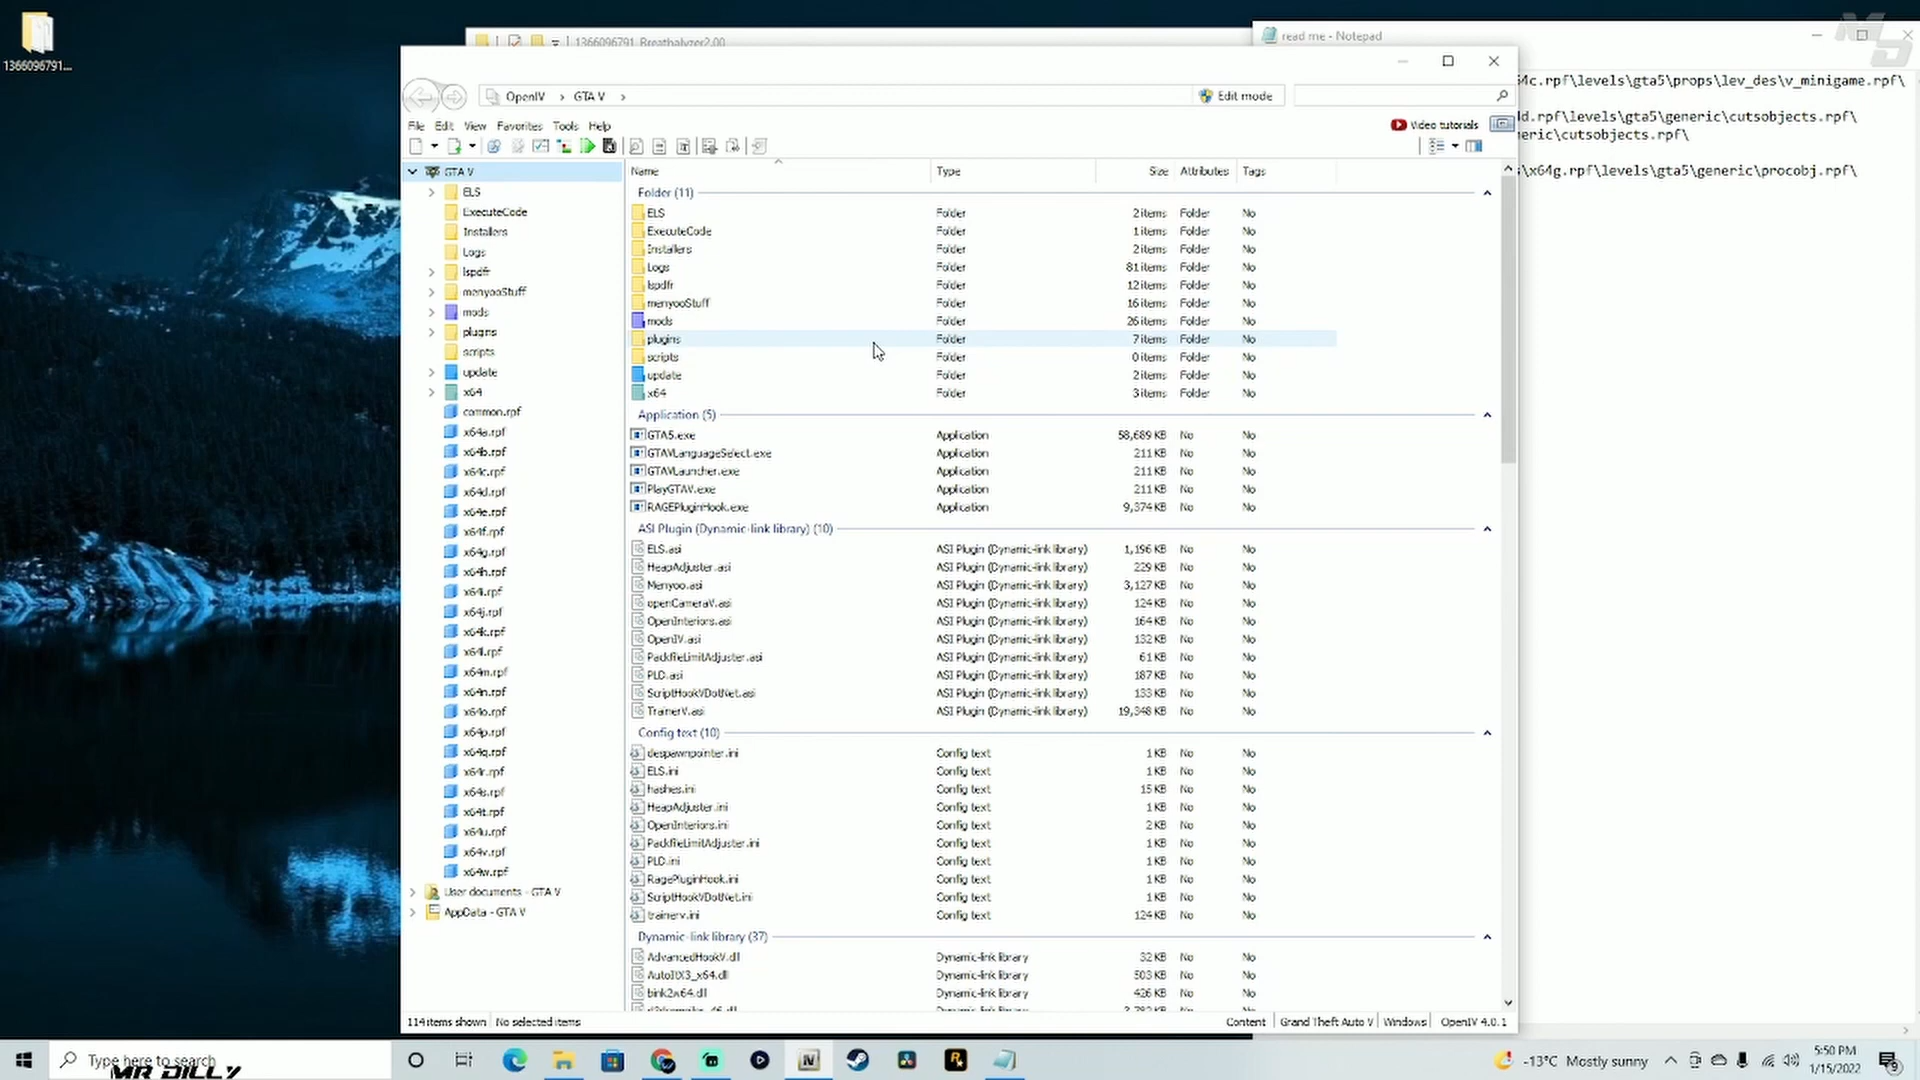 1366096791...
1366096791 Breathalyzer2.00
read me - Notepad
OpenIV > GTA V >
Edit mode
File Edit View Favorites Tools Help
Video tutorials
64c.rpf\levels\gta5\props\lev_des\v_minigame.rpf\
d.rpf\levels\gta5\generic\cutsobjects.rpf\
eric\cutsobjects.rpf\
\x64g.rpf\levels\gta5\generic\procobj.rpf\
GTA V
ELS
ExecuteCode
Installers
Logs
lspdfr
menyooStuff
mods
plugins
scripts
update
x64
common.rpf
x64a.rpf
x64b.rpf
x64c.rpf
x64d.rpf
x64e.rpf
x64f.rpf
x64g.rpf
x64h.rpf
x64i.rpf
x64j.rpf
x64k.rpf
x64l.rpf
x64m.rpf
x64n.rpf
x64o.rpf
x64p.rpf
x64q.rpf
x64r.rpf
x64s.rpf
x64t.rpf
x64u.rpf
x64v.rpf
x64w.rpf
User documents - GTA V
AppData - GTA V
Name Type Size Attributes Tags
Folder (11)
ELS Folder 2 items Folder No
ExecuteCode Folder 1 items Folder No
Installers Folder 2 items Folder No
Logs Folder 81 items Folder No
lspdfr Folder 12 items Folder No
menyooStuff Folder 16 items Folder No
mods Folder 26 items Folder No
plugins Folder 7 items Folder No
scripts Folder 0 items Folder No
update Folder 2 items Folder No
x64 Folder 3 items Folder No
Application (5)
GTA5.exe Application 58,689 KB No No
GTAVLanguageSelect.exe Application 211 KB No No
GTAVLauncher.exe Application 211 KB No No
PlayGTAV.exe Application 211 KB No No
RAGEPluginHook.exe Application 9,374 KB No No
ASI Plugin (Dynamic-link library) (10)
ELS.asi ASI Plugin (Dynamic-link library) 1,196 KB No No
HeapAdjuster.asi ASI Plugin (Dynamic-link library) 229 KB No No
Menyoo.asi ASI Plugin (Dynamic-link library) 3,127 KB No No
openCameraV.asi ASI Plugin (Dynamic-link library) 124 KB No No
OpenInteriors.asi ASI Plugin (Dynamic-link library) 164 KB No No
OpenIV.asi ASI Plugin (Dynamic-link library) 132 KB No No
PackfileLimitAdjuster.asi ASI Plugin (Dynamic-link library) 61 KB No No
PLD.asi ASI Plugin (Dynamic-link library) 187 KB No No
ScriptHookVDotNet.asi ASI Plugin (Dynamic-link library) 133 KB No No
TrainerV.asi ASI Plugin (Dynamic-link library) 19,348 KB No No
Config text (10)
despawnpointer.ini Config text 1 KB No No
ELS.ini Config text 1 KB No No
hashes.ini Config text 15 KB No No
HeapAdjuster.ini Config text 1 KB No No
OpenInteriors.ini Config text 2 KB No No
PackfileLimitAdjuster.ini Config text 1 KB No No
PLD.ini Config text 1 KB No No
RagePluginHook.ini Config text 1 KB No No
ScriptHookVDotNet.ini Config text 1 KB No No
trainerv.ini Config text 124 KB No No
Dynamic-link library (37)
AdvancedHookV.dll Dynamic-link library 32 KB No No
AutoItX3_x64.dll Dynamic-link library 503 KB No No
bink2w64.dll Dynamic-link library 426 KB No No
114 items shown No selected items
Content Grand Theft Auto V Windows OpenIV 4.0.1
Type here to search
MR DILLY
-13°C Mostly sunny
5:50 PM
1/15/2022